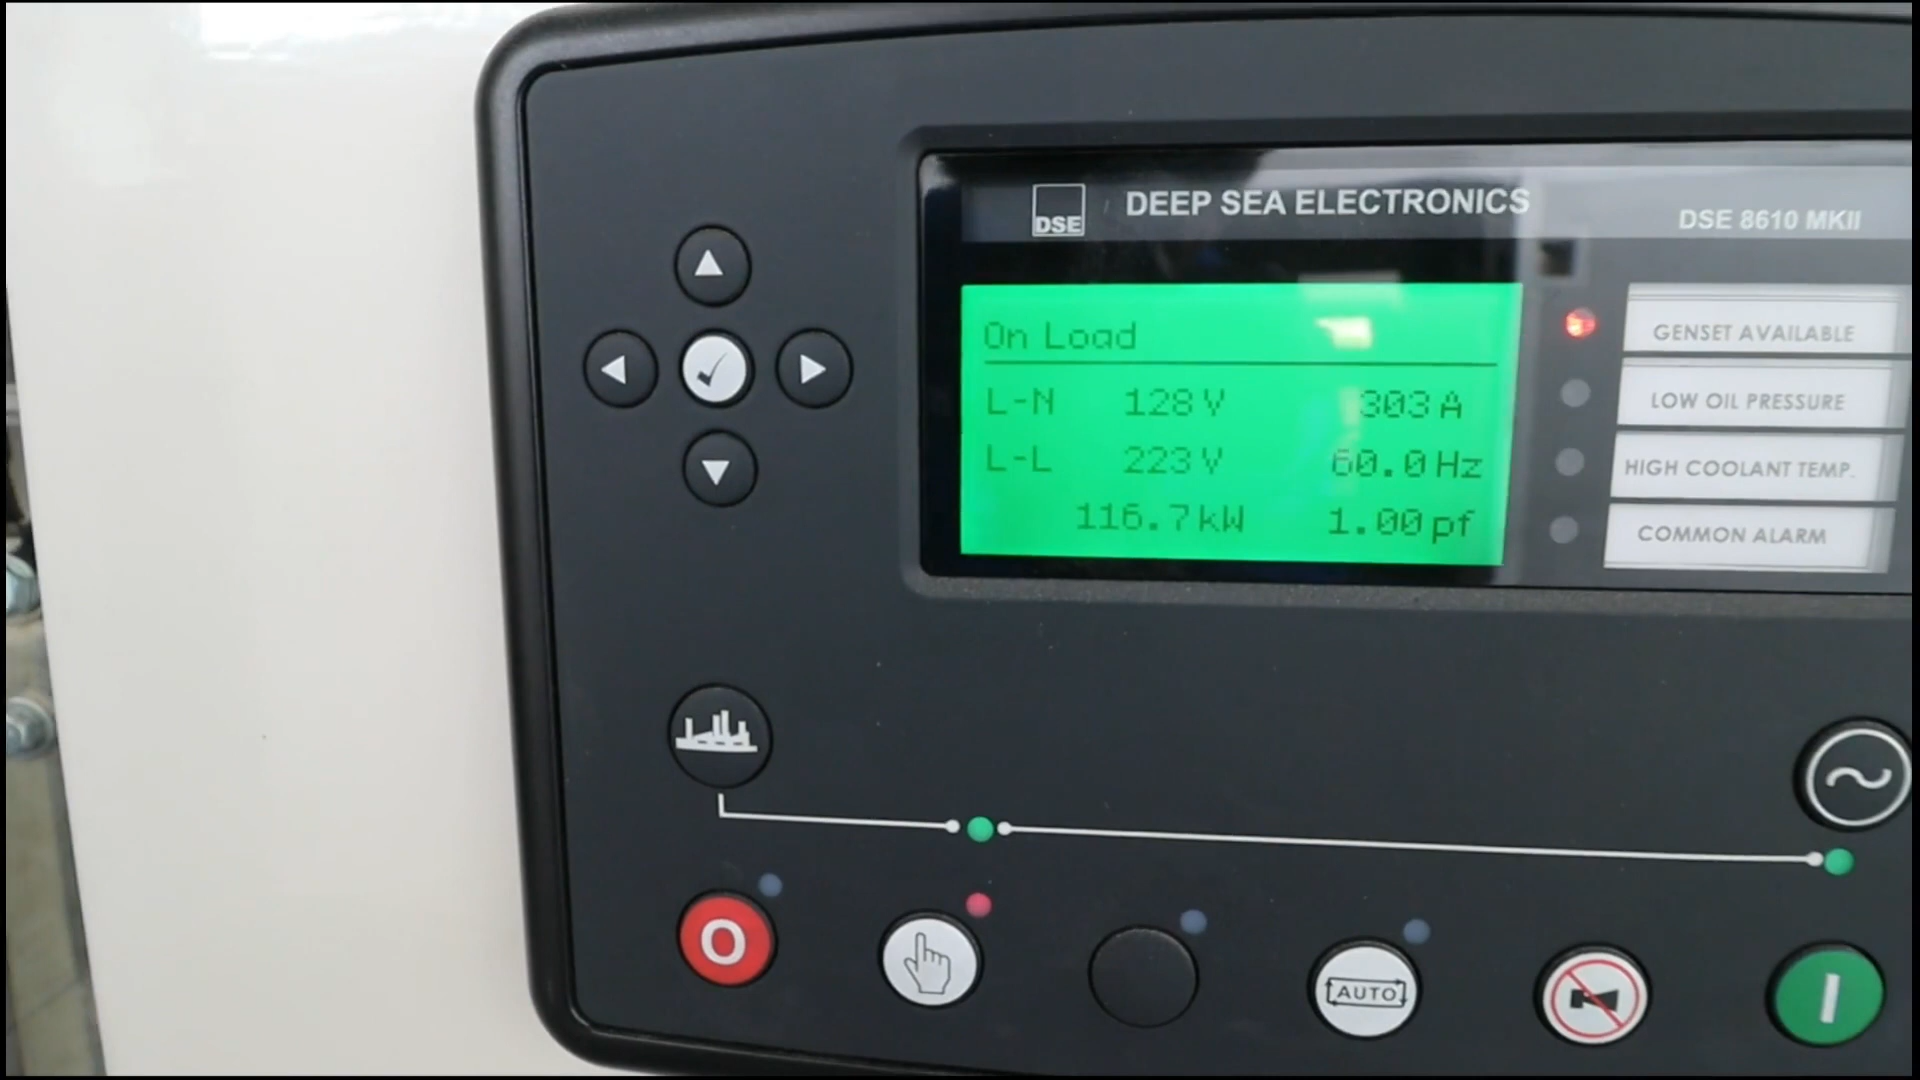 DSE
DEEP SEA ELECTRONICS
DSE 8610 MKII
On Load
L-N 128 V 303 A
L-L 223 V 60.0 Hz
116.7 kW 1.00 pf
GENSET AVAILABLE
LOW OIL PRESSURE
HIGH COOLANT TEMP.
COMMON ALARM
O
AUTO
I